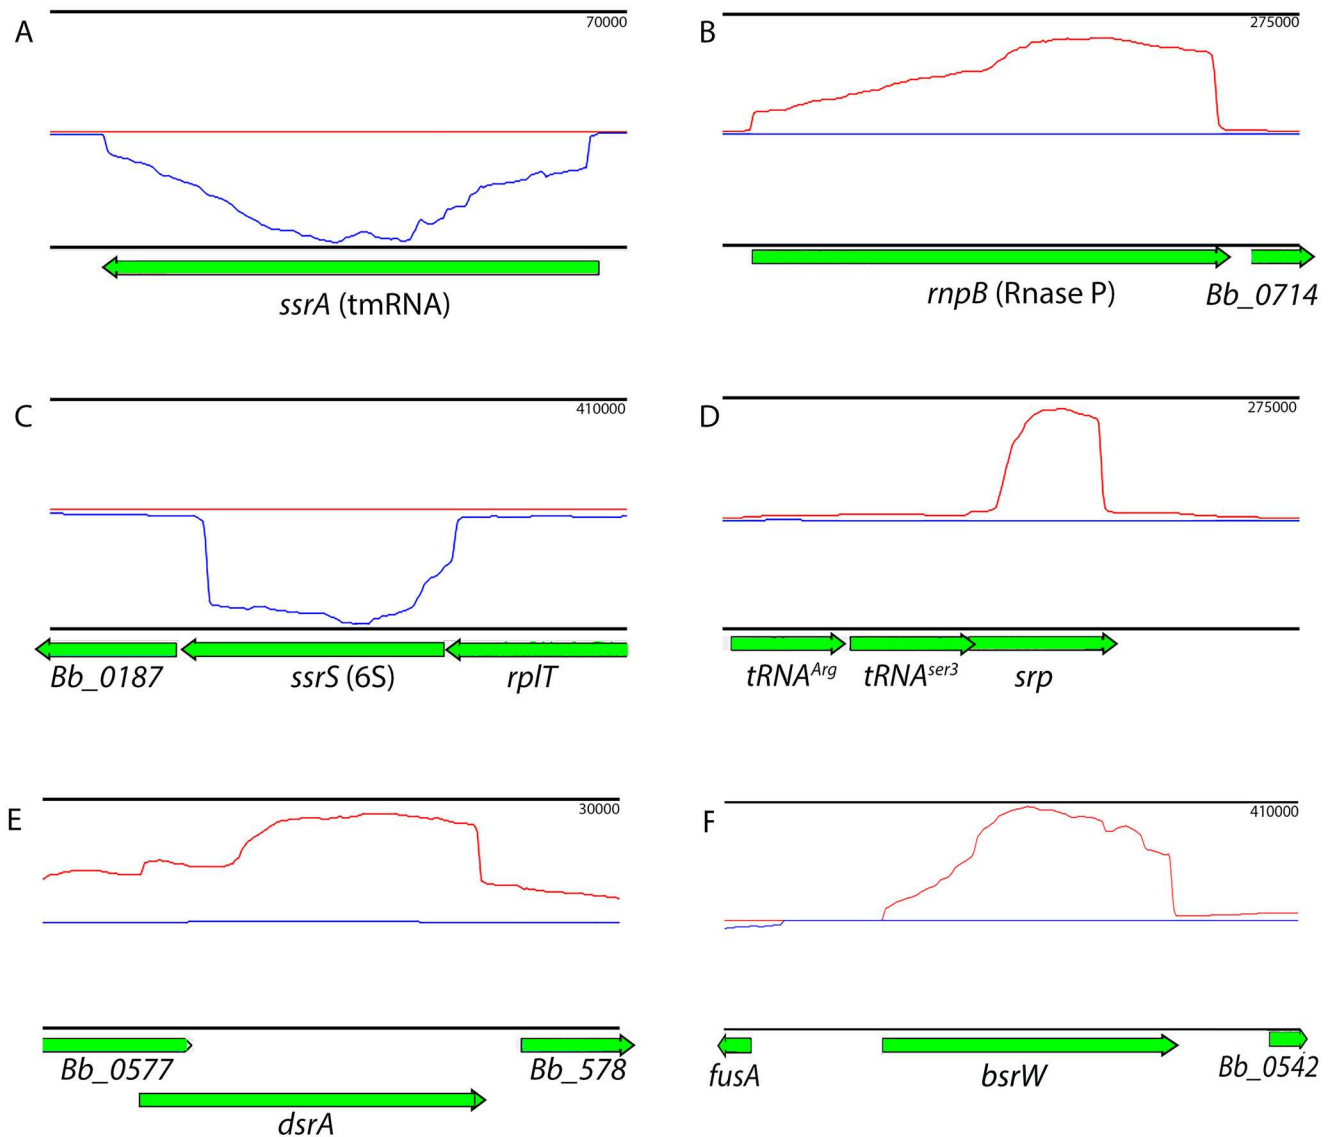 A
70000
ssrA (tmRNA)
B
275000
rnpB (Rnase P)
Bb_0714
C
410000
Bb_0187
ssrS (6S)
rplT
D
275000
tRNAArg
tRNAser3
srp
E
30000
Bb_0577
Bb_578
dsrA
F
410000
fusA
bsrW
Bb_0542